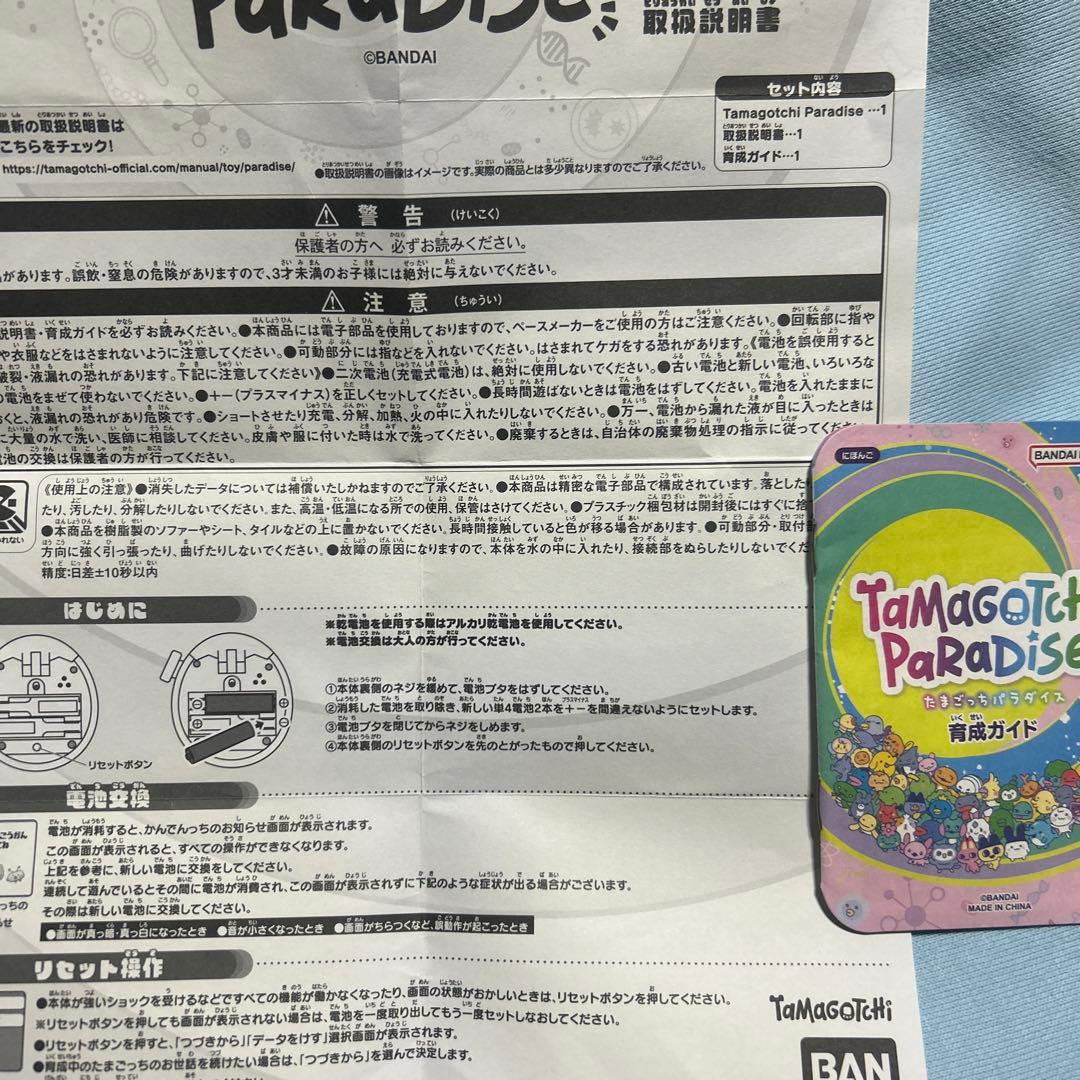 Paradise
取扱説明書
©BANDAI
セット内容
Tamagotchi Paradise …1
取扱説明書…1
育成ガイド…1
最新の取扱説明書は
こちらをチェック!
https://tamagotchi-official.com/manual/toy/paradise/
●取扱説明書の画像はイメージです。実際の商品とは多少異なりますのでご了承ください。
警告 (けいこく)
保護者の方へ 必ずお読みください。
があります。誤飲・窒息の危険がありますので、3才未満のお子様には絶対に与えないでください。
注意 (ちゅうい)
説明書・育成ガイドを必ずお読みください。●本商品には電子部品を使用しておりますので、ペースメーカーをご使用の方はご注意ください。●回転部に指や
や衣服などをはさまれないように注意してください。●可動部分には指などを入れないでください。はさまれてケガをする恐れがあります。《電池を誤使用すると
破裂・液漏れの恐れがあります。下記に注意してください》●二次電池(充電式電池)は、絶対に使用しないでください。●古い電池と新しい電池、いろいろな
の電池をまぜて使わないでください。●+-(プラスマイナス)を正しくセットしてください。●長時間遊ばないときは電池をはずしてください。電池を入れたままに
おくと、液漏れの恐れがあり危険です。●ショートさせたり充電、分解、加熱、火の中に入れたりしないでください。●万一、電池から漏れた液が目に入ったときは
に大量の水で洗い、医師に相談してください。皮膚や服に付いた時は水で洗ってください。●廃棄するときは、自治体の廃棄物処理の指示に従ってくだ
電池の交換は保護者の方が行ってください。
《使用上の注意》●消失したデータについては補償いたしかねますのでご了承ください。●本商品は精密な電子部品で構成されています。落とした
たり、汚したり、分解したりしないでください。また、高温・低温になる所での使用、保管はさけてください。●プラスチック梱包材は開封後にはすぐに捨
●本商品を樹脂製のソファーやシート、タイルなどの上に置かないでください。長時間接触していると色が移る場合があります。●可動部分・取付部
方向に強く引っ張ったり、曲げたりしないでください。●故障の原因になりますので、本体を水の中に入れたり、接続部をぬらしたりしないでくだ
精度:日差±10秒以内
はじめに
リセットボタン
※乾電池を使用する際はアルカリ乾電池を使用してください。
※電池交換は大人の方が行ってください。
①本体裏側のネジを緩めて、電池ブタをはずしてください。
②消耗した電池を取り除き、新しい単4電池2本を+-を間違えないようにセットします。
③電池ブタを閉じてからネジをしめます。
④本体裏側のリセットボタンを先のとがったもので押してください。
電池交換
電池が消耗すると、かんでんっちのお知らせ画面が表示されます。
この画面が表示されると、すべての操作ができなくなります。
上記を参考に、新しい電池に交換をしてください。
連続して遊んでいるとその間に電池が消費され、この画面が表示されずに下記のような症状が出る場合がございます。
その際は新しい電池に交換してください。
●画面が真っ暗・真っ白になったとき ●音が小さくなったとき ●画面がちらつくなど、誤動作が起こったとき
リセット操作
●本体が強いショックを受けるなどですべての機能が働かなくなったり、画面の状態がおかしいときは、リセットボタンを押してください。
※リセットボタンを押しても画面が表示されない場合は、電池を一度取り出してもう一度セットしなおしてください。
●リセットボタンを押すと、「つづきから」「データをけす」選択画面が表示されます。
●育成中のたまごっちのお世話を続けたい場合は、「つづきから」を選んで決定します。
TAMAGOTCHI
BAN
にほんご
BANDAI
TAMAGOTCHI
PARADISE
たまごっちパラダイス
育成ガイド
©BANDAI
MADE IN CHINA